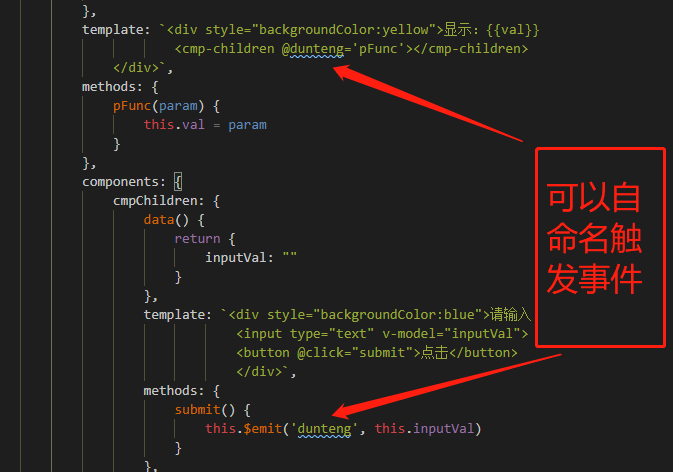 },
template: `<div style="backgroundColor:yellow">显示: {{val}}
<cmp-children @dunteng='pFunc'></cmp-children>
</div>`,
methods: {
pFunc(param) {
this.val = param
}
},
components: {
cmpChildren: {
data() {
return {
inputVal: ""
}
},
template: `<div style="backgroundColor:blue">请输入
<input type="text" v-model="inputVal">
<button @click="submit">点击</button>
</div>`,
methods: {
submit() {
this.$emit('dunteng', this.inputVal)
}
},
可以自
命名触
发事件